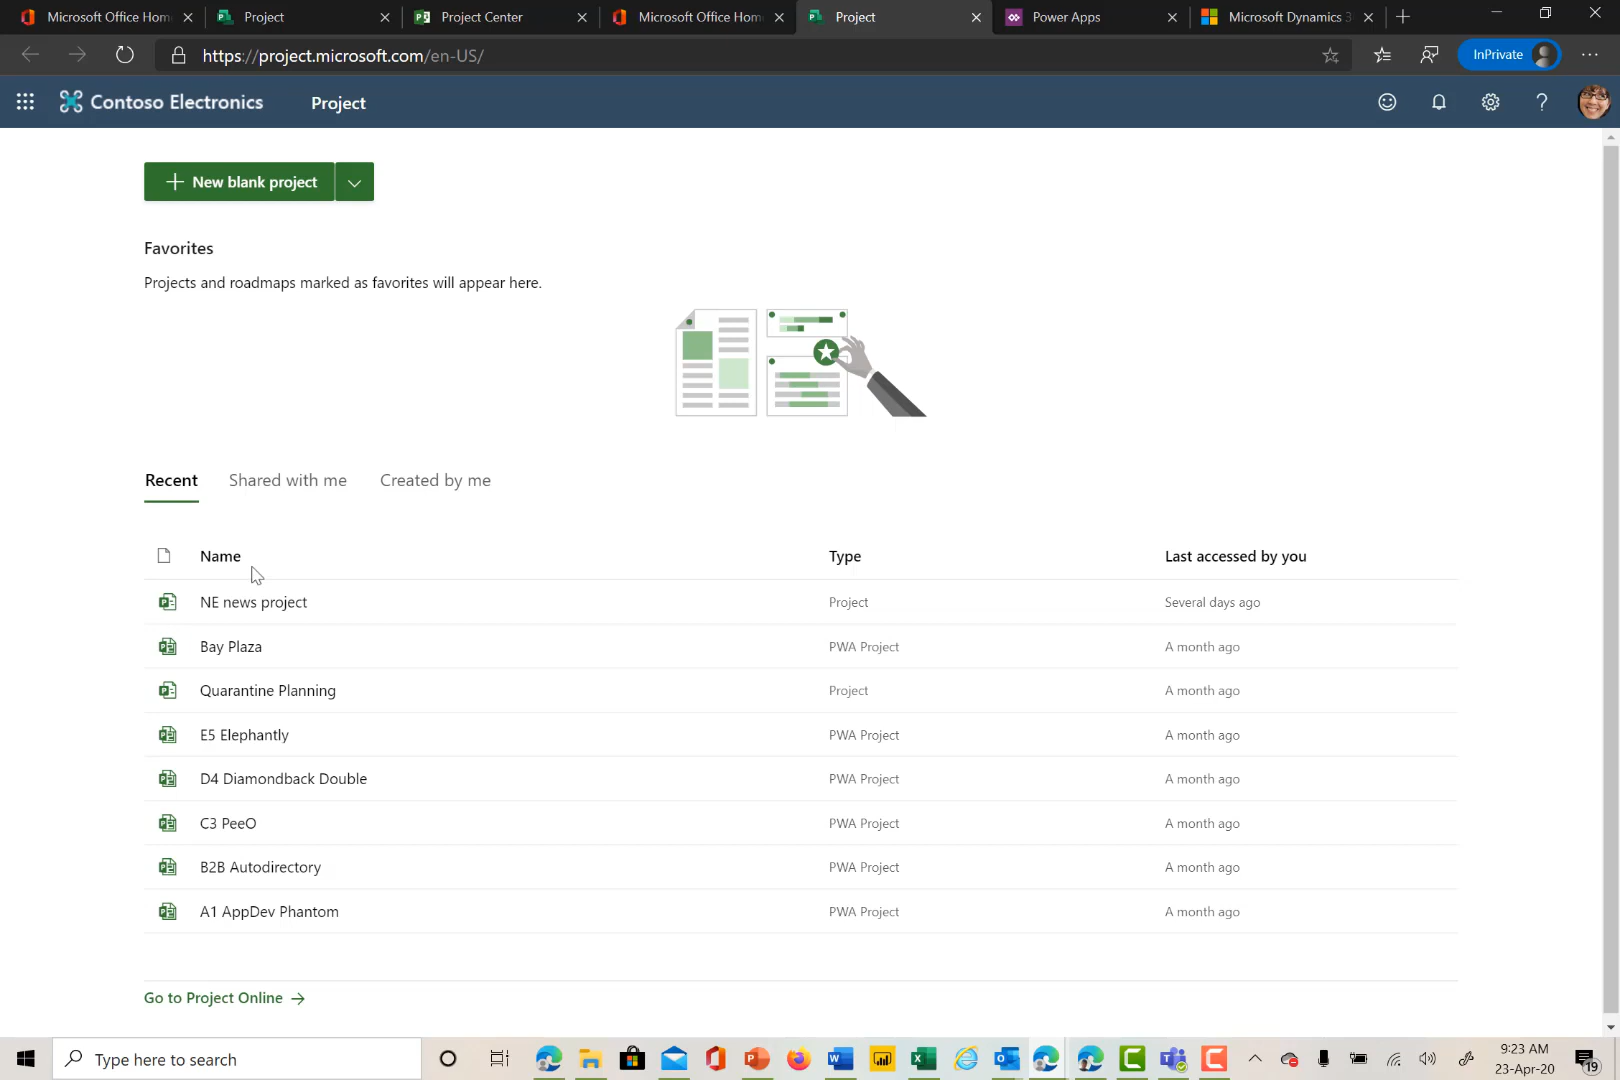 Microsoft Office Hom
Project
Project Center
Microsoft Office Hom
Project
Power Apps
Microsoft Dynamics 3
https://project.microsoft.com/en-US/
InPrivate
Contoso Electronics
Project
New blank project
Favorites
Projects and roadmaps marked as favorites will appear here.
Recent
Shared with me
Created by me
Name
Type
Last accessed by you
NE news project
Project
Several days ago
Bay Plaza
PWA Project
A month ago
Quarantine Planning
Project
A month ago
E5 Elephantly
PWA Project
A month ago
D4 Diamondback Double
PWA Project
A month ago
C3 PeeO
PWA Project
A month ago
B2B Autodirectory
PWA Project
A month ago
A1 AppDev Phantom
PWA Project
A month ago
Go to Project Online
Type here to search
9:23 AM
23-Apr-20
19